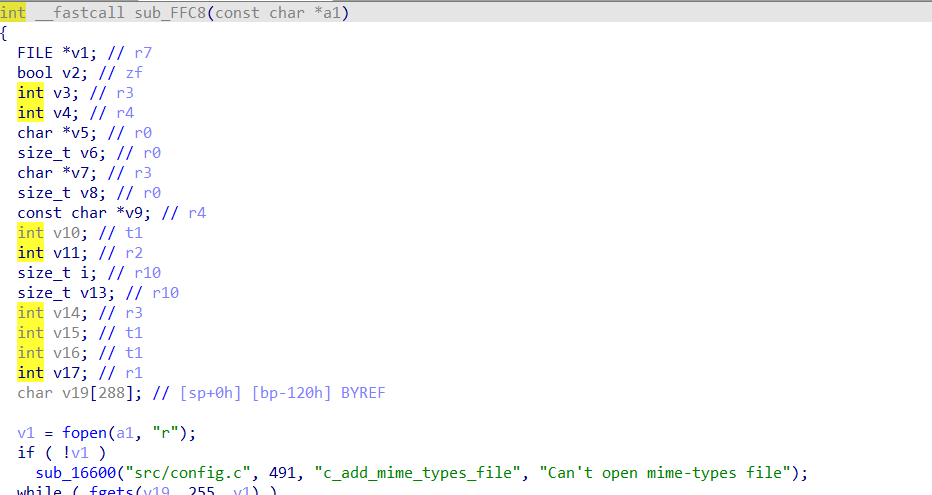 int __fastcall sub_FFC8(const char *a1)
{
FILE *v1; // r7
bool v2; // zf
int v3; // r3
int v4; // r4
char *v5; // r0
size_t v6; // r0
char *v7; // r3
size_t v8; // r0
const char *v9; // r4
int v10; // t1
int v11; // r2
size_t i; // r10
size_t v13; // r10
int v14; // r3
int v15; // t1
int v16; // t1
int v17; // r1
char v19[288]; // [sp+0h] [bp-120h] BYREF
v1 = fopen(a1, "r");
if ( !v1 )
sub_16600("src/config.c", 491, "c_add_mime_types_file", "Can't open mime-types file");
while ( fgets(v19, 255, v1) )